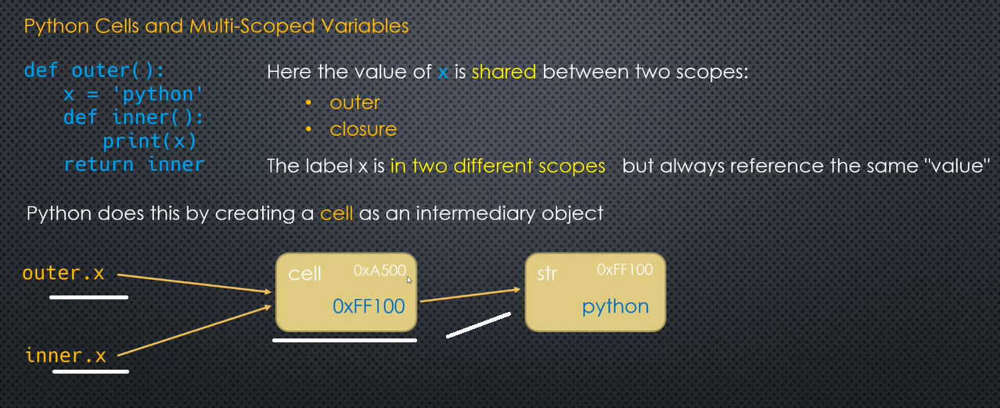 Python Cells and Multi-Scoped Variables
def outer():
    x = 'python'
    def inner():
        print(x)
    return inner
Here the value of x is shared between two scopes:
• outer
• closure
The label x is in two different scopes but always reference the same "value"
Python does this by creating a cell as an intermediary object
outer.x
inner.x
cell 0xA500
0xFF100
str 0xFF100
python